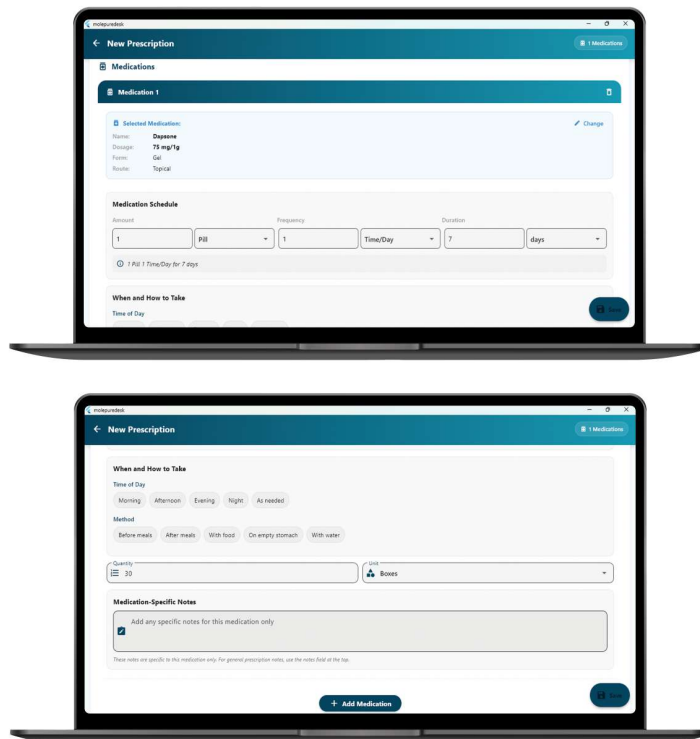 molepuredesk
New Prescription
1 Medications
Medications
Medication 1
Selected Medication:
Change
Name: Dapsone
Dosage: 75 mg/1g
Form: Gel
Route: Topical
Medication Schedule
Amount Frequency Duration
1 Pill 1 Time/Day 7 days
1 Pill 1 Time/Day for 7 days
When and How to Take
Time of Day
Save
molepuredesk
New Prescription
1 Medications
When and How to Take
Time of Day
Morning Afternoon Evening Night As needed
Method
Before meals After meals With food On empty stomach With water
Quantity Unit
30 Boxes
Medication-Specific Notes
Add any specific notes for this medication only
These notes are specific to this medication only. For general prescription notes, use the notes field at the top.
Add Medication
Save